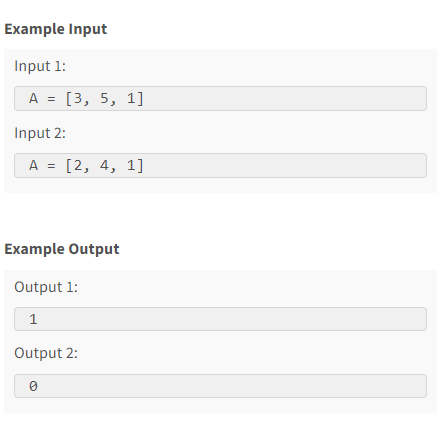 Example Input
Input 1:
A = [3, 5, 1]
Input 2:
A = [2, 4, 1]
Example Output
Output 1:
1
Output 2:
0